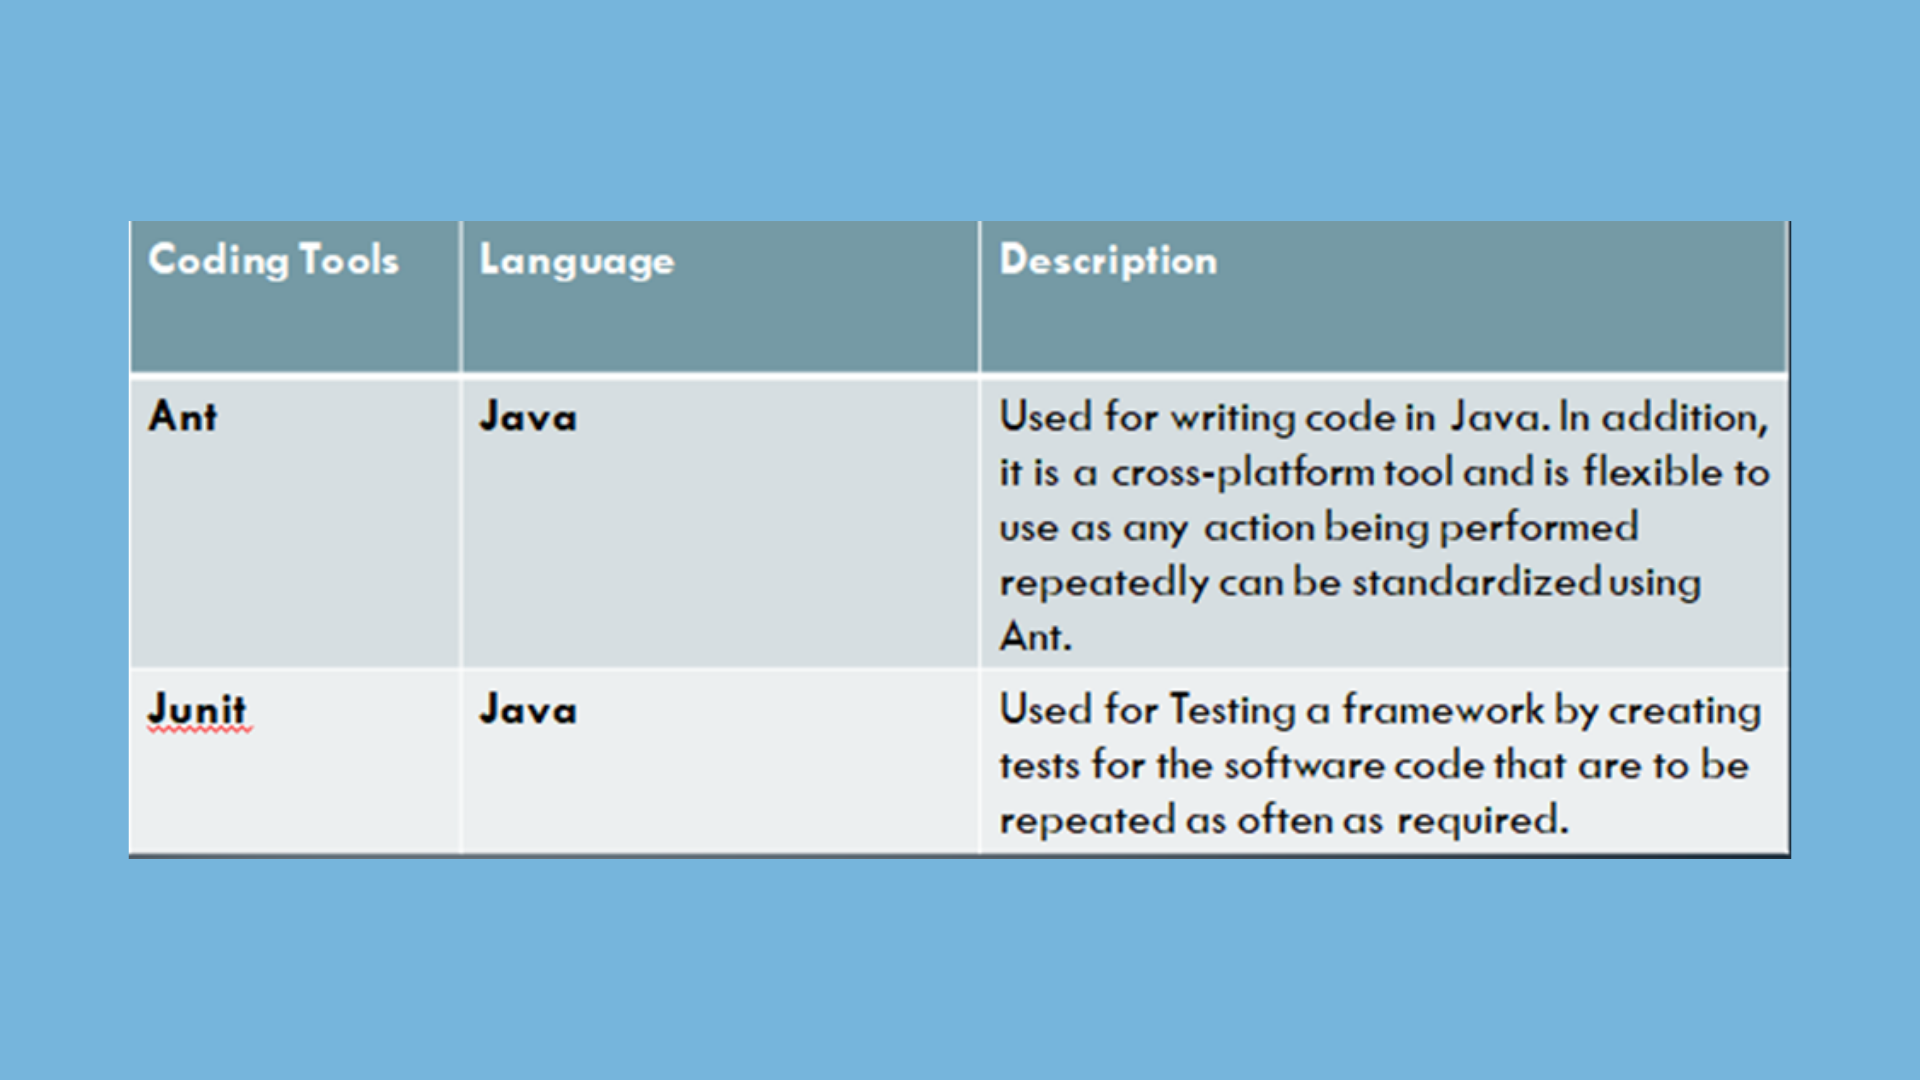 Coding Tools
Language
Description
Ant
Java
Used for writing code in Java. In addition,
it is a cross-platform tool and is flexible to
use as any action being performed
repeatedly can be standardized using
Ant.
Junit
Java
Used for Testing a framework by creating
tests for the software code that are to be
repeated as often as required.